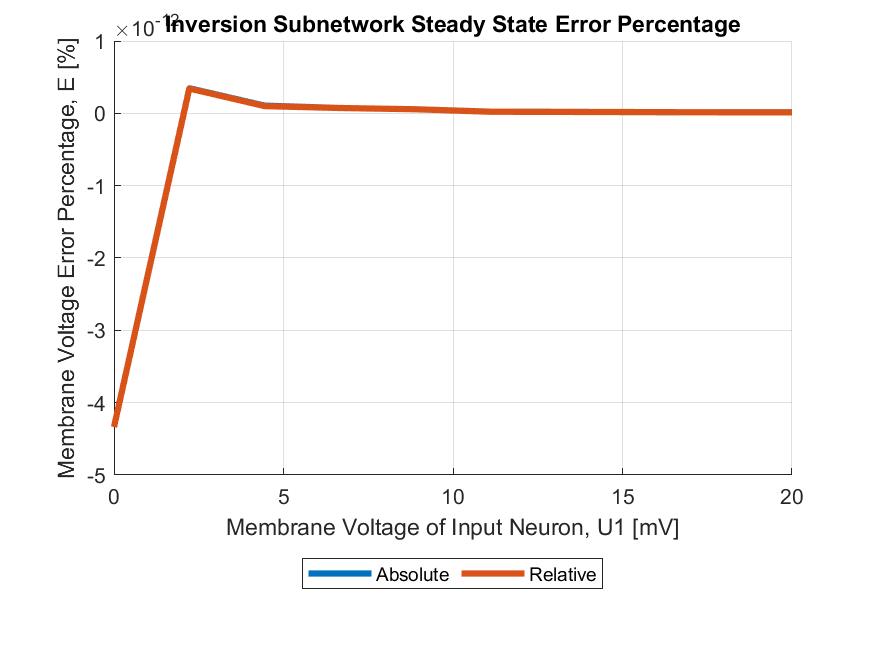 ×10-12
Inversion Subnetwork Steady State Error Percentage
Membrane Voltage Error Percentage, E [%]
1
0
-1
-2
-3
-4
-5
0 5 10 15 20
Membrane Voltage of Input Neuron, U1 [mV]
Absolute Relative